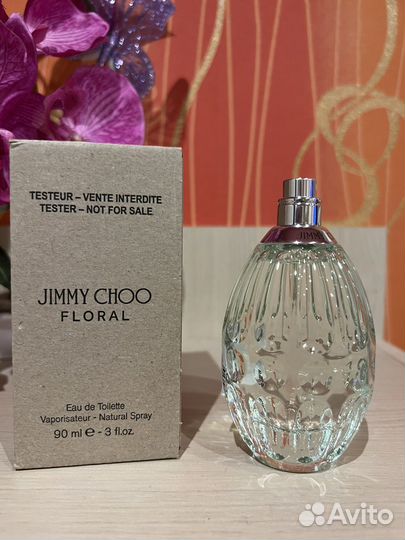 TESTEUR – VENTE INTERDITE
TESTER – NOT FOR SALE
JIMMY CHOO
FLORAL
Eau de Toilette
Vaporisateur - Natural Spray
90 ml e - 3 fl.oz.
JIMM
Avito